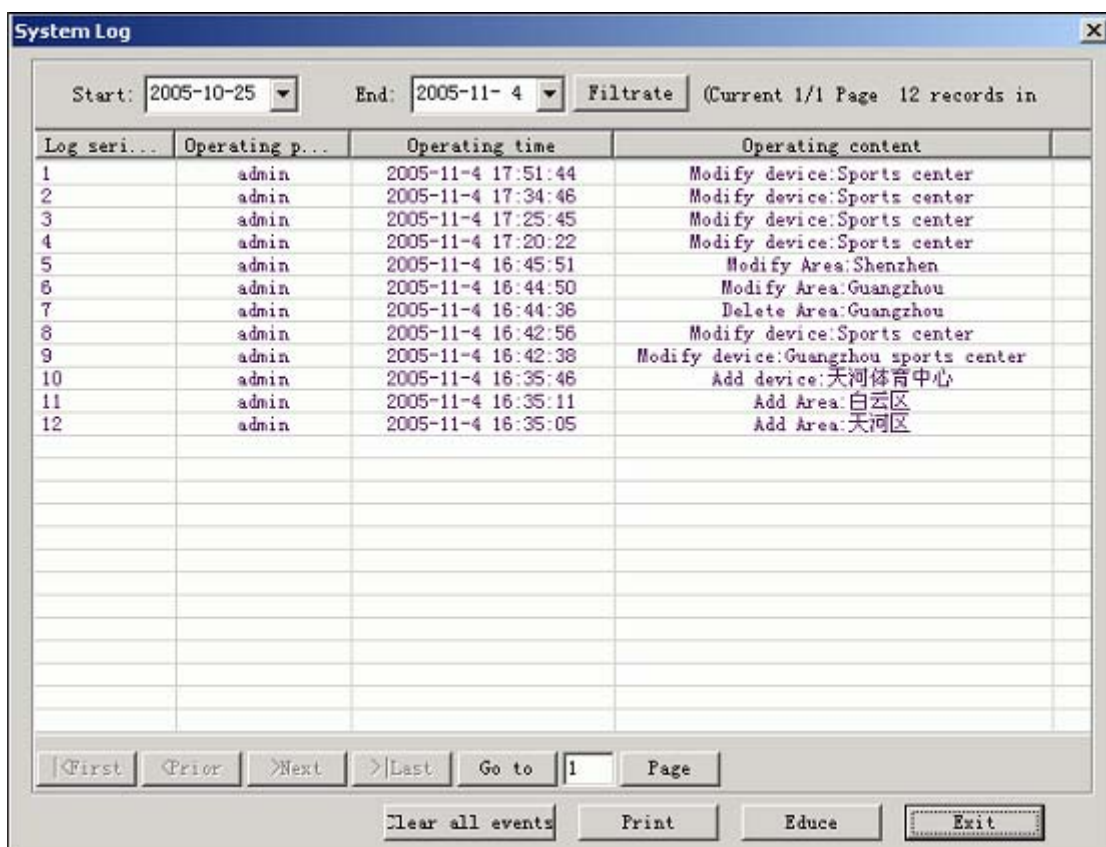 System Log
Start: 2005-10-25 End: 2005-11- 4 Filtrate (Current 1/1 Page 12 records in
Log seri... Operating p... Operating time Operating content
1 admin 2005-11-4 17:51:44 Modify device:Sports center
2 admin 2005-11-4 17:34:46 Modify device:Sports center
3 admin 2005-11-4 17:25:45 Modify device:Sports center
4 admin 2005-11-4 17:20:22 Modify device:Sports center
5 admin 2005-11-4 16:45:51 Modify Area:Shenzhen
6 admin 2005-11-4 16:44:50 Modify Area:Guangzhou
7 admin 2005-11-4 16:44:36 Delete Area:Guangzhou
8 admin 2005-11-4 16:42:56 Modify device:Sports center
9 admin 2005-11-4 16:42:38 Modify device:Guangzhou sports center
10 admin 2005-11-4 16:35:46 Add device:天河体育中心
11 admin 2005-11-4 16:35:11 Add Area:白云区
12 admin 2005-11-4 16:35:05 Add Area:天河区
|<First <Prior >Next >|Last Go to 1 Page
Clear all events Print Educe Exit